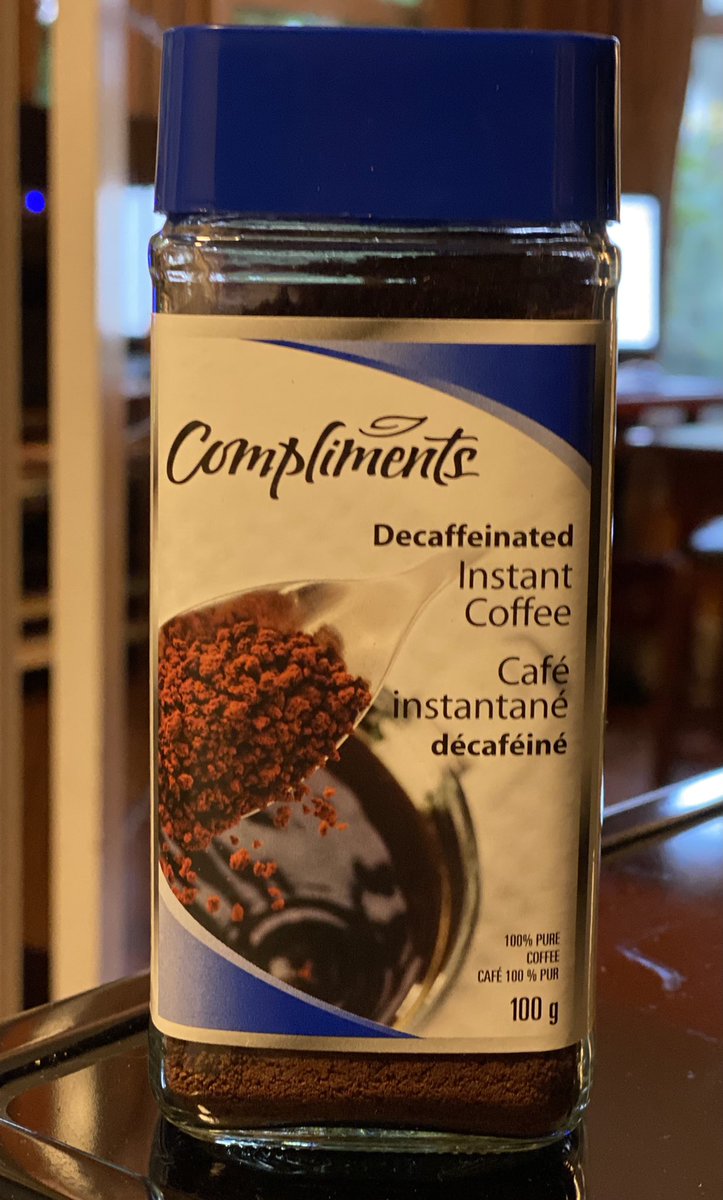 Compliments
Decaffeinated
Instant
Coffee
Café
instantané
décaféiné
100% PURE
COFFEE
CAFÉ 100 % PUR
100 g